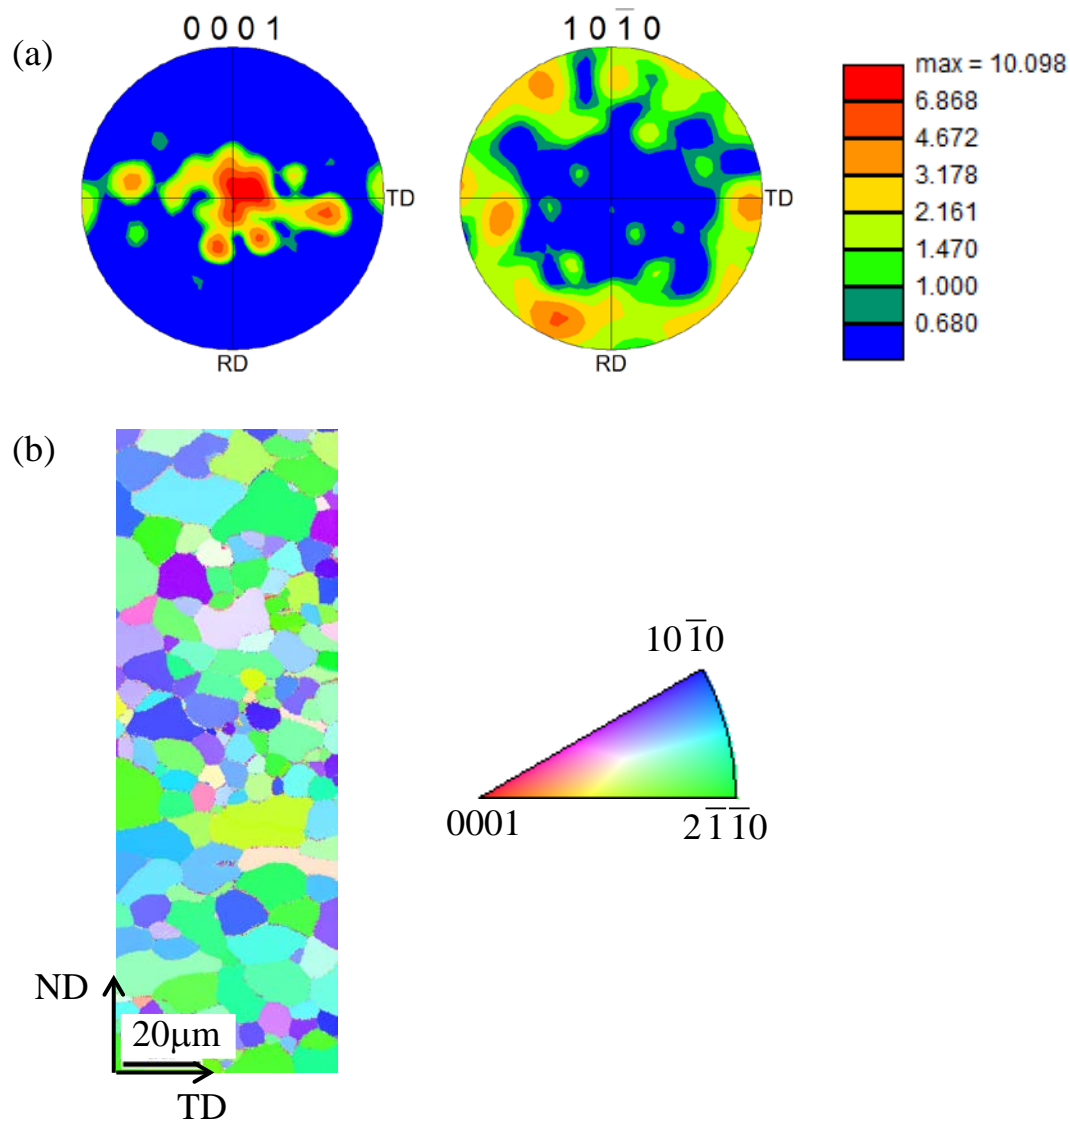 (a)
0 0 0 1
1 0 1̅ 0
TD
TD
RD
RD
max = 10.098
6.868
4.672
3.178
2.161
1.470
1.000
0.680
(b)
10 1̅0
0001
2 1̅ 1̅0
ND
20μm
TD